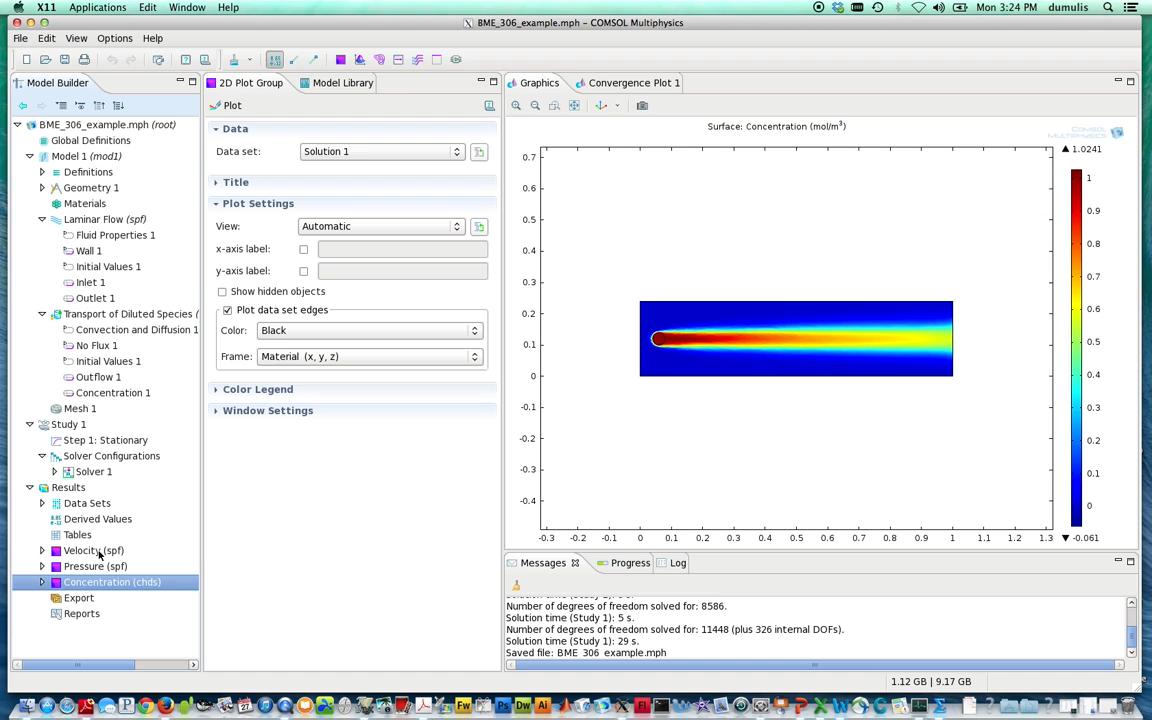 X11 Applications Edit Window Help Mon 3:24 PM dumulis
BME_306_example.mph - COMSOL Multiphysics
File Edit View Options Help
Model Builder
BME_306_example.mph (root)
Global Definitions
Model 1 (mod1)
Definitions
Geometry 1
Materials
Laminar Flow (spf)
Fluid Properties 1
Wall 1
Initial Values 1
Inlet 1
Outlet 1
Transport of Diluted Species (
Convection and Diffusion 1
No Flux 1
Initial Values 1
Outflow 1
Concentration 1
Mesh 1
Study 1
Step 1: Stationary
Solver Configurations
Solver 1
Results
Data Sets
Derived Values
Tables
Velocity (spf)
Pressure (spf)
Concentration (chds)
Export
Reports
2D Plot Group Model Library
Plot
Data
Data set: Solution 1
Title
Plot Settings
View: Automatic
x-axis label:
y-axis label:
Show hidden objects
Plot data set edges
Color: Black
Frame: Material (x, y, z)
Color Legend
Window Settings
Graphics Convergence Plot 1
Surface: Concentration (mol/m³)
COMSOL
MULTIPHYSICS
0.7
0.6
0.5
0.4
0.3
0.2
0.1
0
-0.1
-0.2
-0.3
-0.4
-0.3 -0.2 -0.1 0 0.1 0.2 0.3 0.4 0.5 0.6 0.7 0.8 0.9 1 1.1 1.2 1.3
▲ 1.0241
1
0.9
0.8
0.7
0.6
0.5
0.4
0.3
0.2
0.1
0
▼ -0.061
Messages Progress Log
Solution time (Study 1): 5 s.
Number of degrees of freedom solved for: 8586.
Solution time (Study 1): 5 s.
Number of degrees of freedom solved for: 11448 (plus 326 internal DOFs).
Solution time (Study 1): 29 s.
Saved file: BME_306_example.mph
1.12 GB | 9.17 GB
Fw Ps Dw Ai Fl